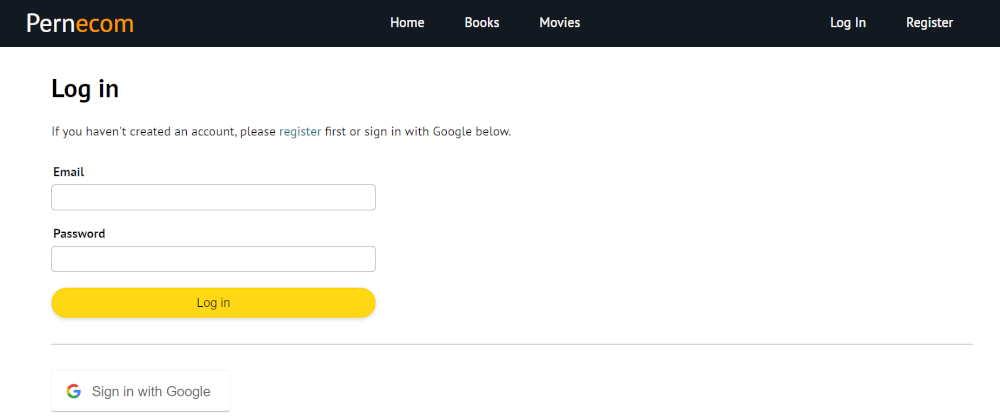 Pernecom Home Books Movies Log In Register
Log in
If you haven't created an account, please register first or sign in with Google below.
Email
Password
Log in
Sign in with Google